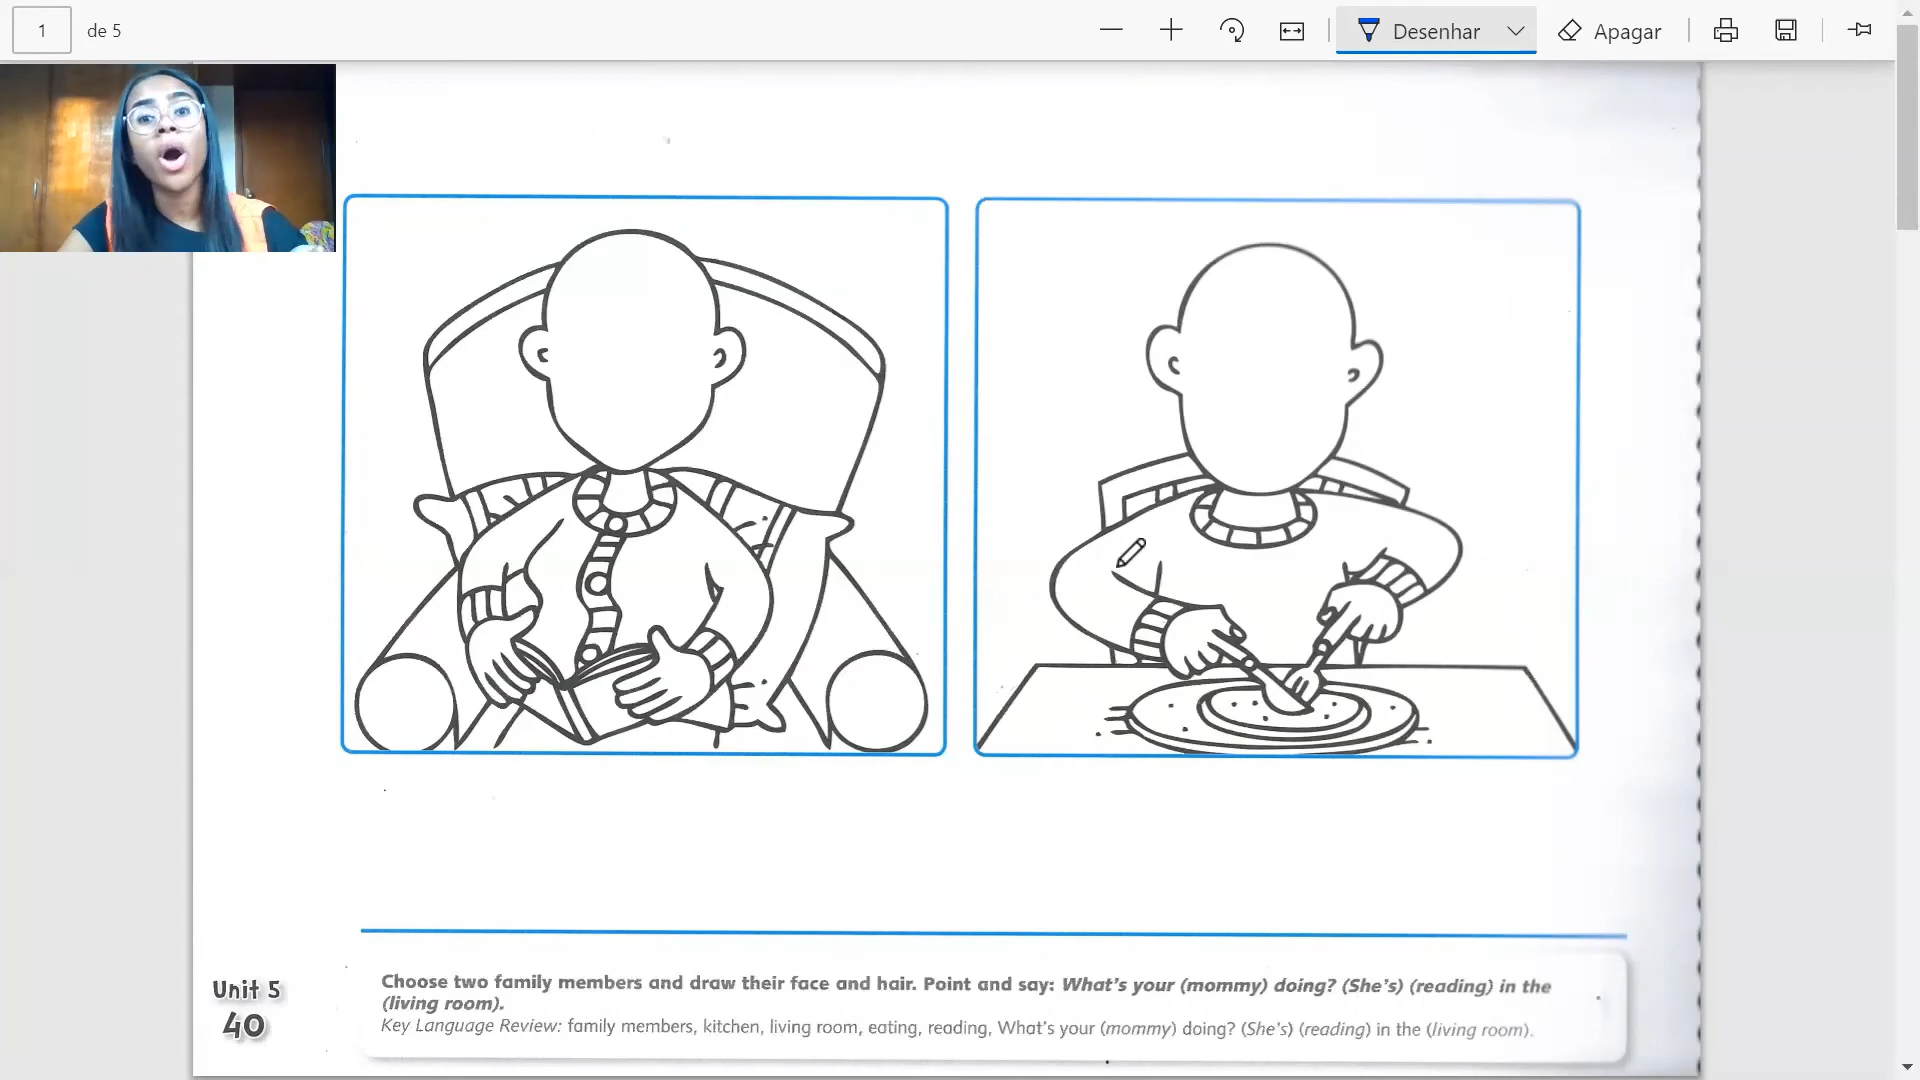 1 de 5 Desenhar Apagar
Choose two family members and draw their face and hair. Point and say: What's your (mommy) doing? (She's) (reading) in the
(living room).
Key Language Review: family members, kitchen, living room, eating, reading, What's your (mommy) doing? (She's) (reading) in the (living room).
Unit 5
40